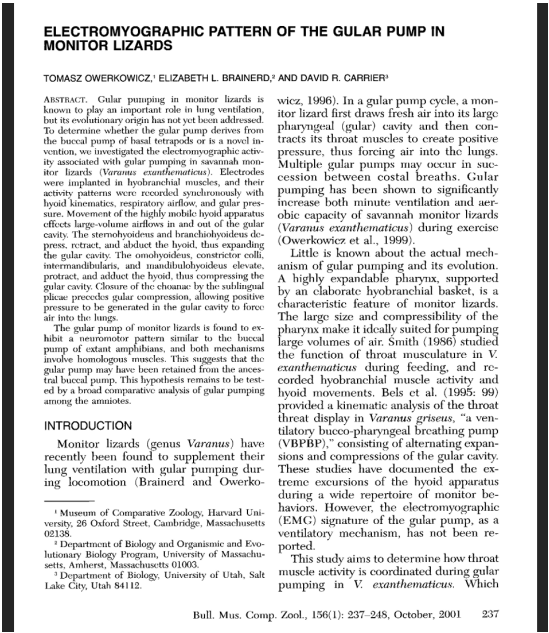 ELECTROMYOGRAPHIC PATTERN OF THE GULAR PUMP IN
MONITOR LIZARDS
TOMASZ OWERKOWICZ,¹ ELIZABETH L. BRAINERD,² AND DAVID R. CARRIER³
ABSTRACT. Gular pumping in monitor lizards is
known to play an important role in lung ventilation,
but its evolutionary origin has not yet been addressed.
To determine whether the gular pump derives from
the buccal pump of basal tetrapods or is a novel in-
vention, we investigated the electromyographic activ-
ity associated with gular pumping in savannah mon-
itor lizards (Varanus exanthematicus). Electrodes
were implanted in hyobranchial muscles, and their
activity patterns were recorded synchronously with
hyoid kinematics, respiratory airflow, and gular pres-
sure. Movement of the highly mobile hyoid apparatus
effects large-volume airflows in and out of the gular
cavity. The sternohyoideus and branchiohyoideus de-
press, retract, and abduct the hyoid, thus expanding
the gular cavity. The omohyoideus, constrictor colli,
intermandibularis, and mandibulohyoideus elevate,
protract, and adduct the hyoid, thus compressing the
gular cavity. Closure of the choanae by the sublingual
plicae precedes gular compression, allowing positive
pressure to be generated in the gular cavity to force
air into the lungs.
The gular pump of monitor lizards is found to ex-
hibit a neuromotor pattern similar to the buccal
pump of extant amphibians, and both mechanisms
involve homologous muscles. This suggests that the
gular pump may have been retained from the ances-
tral buccal pump. This hypothesis remains to be test-
ed by a broad comparative analysis of gular pumping
among the amniotes.
INTRODUCTION
Monitor lizards (genus Varanus) have
recently been found to supplement their
lung ventilation with gular pumping dur-
ing locomotion (Brainerd and Owerko-
¹ Museum of Comparative Zoology, Harvard Uni-
versity, 26 Oxford Street, Cambridge, Massachusetts
02138.
² Department of Biology and Organismic and Evo-
lutionary Biology Program, University of Massachu-
setts, Amherst, Massachusetts 01003.
³ Department of Biology, University of Utah, Salt
Lake City, Utah 84112.
wicz, 1996). In a gular pump cycle, a mon-
itor lizard first draws fresh air into its large
pharyngeal (gular) cavity and then con-
tracts its throat muscles to create positive
pressure, thus forcing air into the lungs.
Multiple gular pumps may occur in suc-
cession between costal breaths. Gular
pumping has been shown to significantly
increase both minute ventilation and aer-
obic capacity of savannah monitor lizards
(Varanus exanthematicus) during exercise
(Owerkowicz et al., 1999).
Little is known about the actual mech-
anism of gular pumping and its evolution.
A highly expandable pharynx, supported
by an elaborate hyobranchial basket, is a
characteristic feature of monitor lizards.
The large size and compressibility of the
pharynx make it ideally suited for pumping
large volumes of air. Smith (1986) studied
the function of throat musculature in V.
exanthematicus during feeding, and re-
corded hyobranchial muscle activity and
hyoid movements. Bels et al. (1995: 99)
provided a kinematic analysis of the throat
threat display in Varanus griseus, “a ven-
tilatory bucco-pharyngeal breathing pump
(VBPBP),” consisting of alternating expan-
sions and compressions of the gular cavity.
These studies have documented the ex-
treme excursions of the hyoid apparatus
during a wide repertoire of monitor be-
haviors. However, the electromyographic
(EMG) signature of the gular pump, as a
ventilatory mechanism, has not been re-
ported.
This study aims to determine how throat
muscle activity is coordinated during gular
pumping in V. exanthematicus. Which
Bull. Mus. Comp. Zool., 156(1): 237–248, October, 2001 237